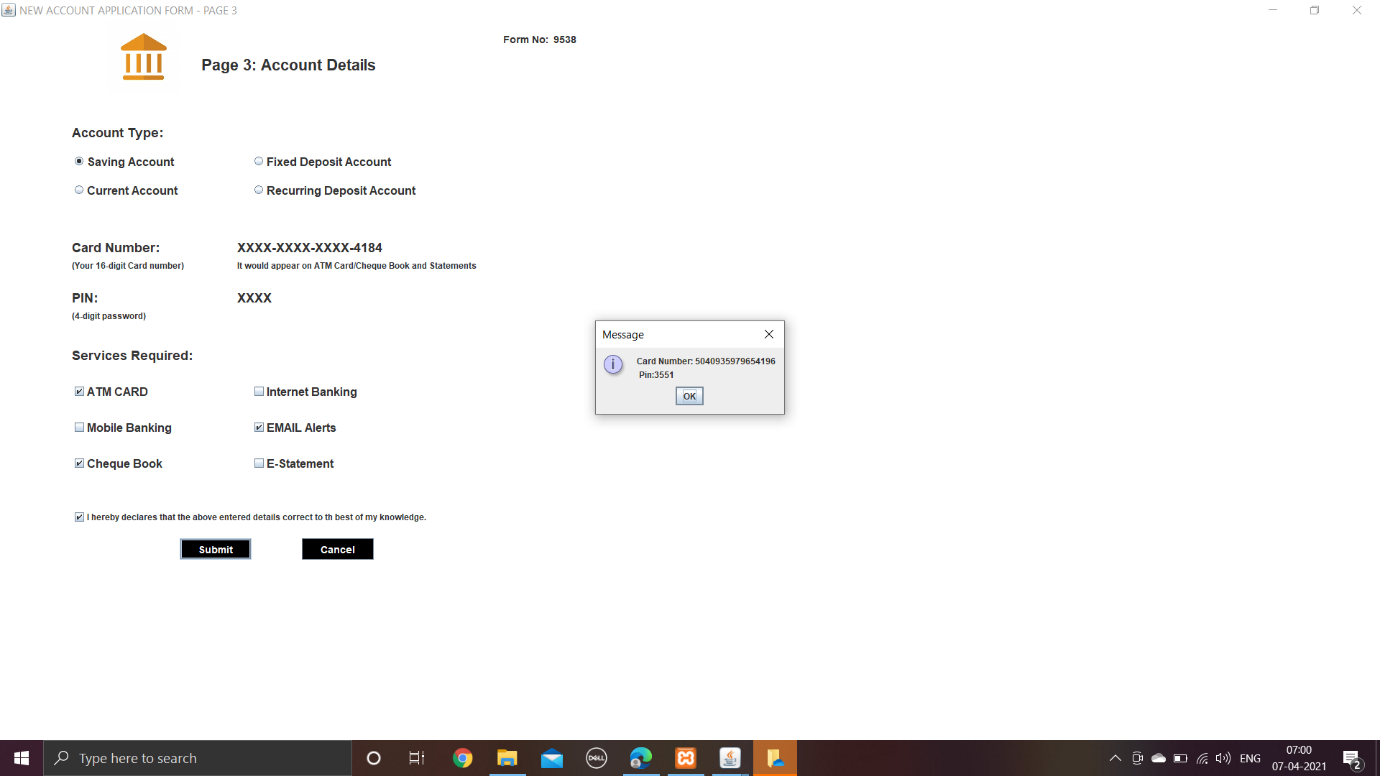 NEW ACCOUNT APPLICATION FORM - PAGE 3
Form No: 9538
Page 3: Account Details
Account Type:
Saving Account Fixed Deposit Account
Current Account Recurring Deposit Account
Card Number: XXXX-XXXX-XXXX-4184
(Your 16-digit Card number) It would appear on ATM Card/Cheque Book and Statements
PIN: XXXX
(4-digit password)
Message
Card Number: 5040935979654196
Pin:3551
OK
Services Required:
ATM CARD Internet Banking
Mobile Banking EMAIL Alerts
Cheque Book E-Statement
I hereby declares that the above entered details correct to th best of my knowledge.
Submit Cancel
Type here to search
DELL
ENG
07:00
07-04-2021
2